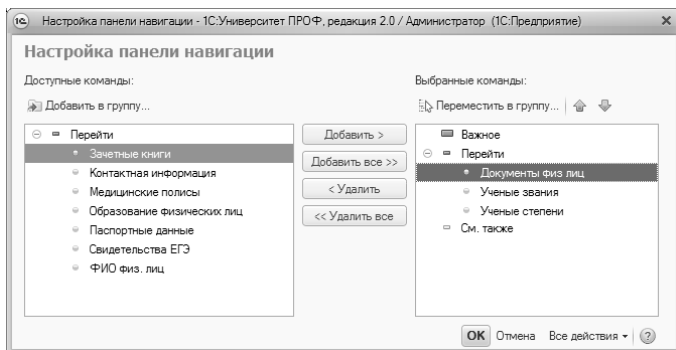 Настройка панели навигации - 1С:Университет ПРОФ, редакция 2.0 / Администратор (1С:Предприятие)
Настройка панели навигации
Доступные команды:
Добавить в группу...
Перейти
Зачетные книги
Контактная информация
Медицинские полисы
Образование физических лиц
Паспортные данные
Свидетельства ЕГЭ
ФИО физ. лиц
Добавить >
Добавить все >>
< Удалить
<< Удалить все
Выбранные команды:
Переместить в группу...
Важное
Перейти
Документы физ лиц
Ученые звания
Ученые степени
См. также
ОК Отмена Все действия ?